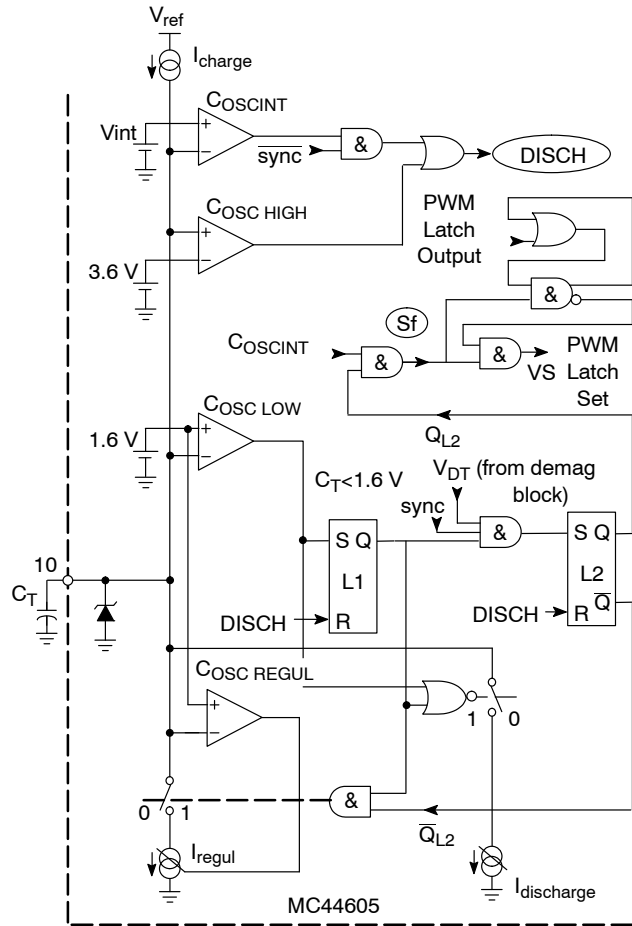 Vref
Icharge
COSCINT
Vint
sync
&
DISCH
COSC HIGH
3.6 V
PWM
Latch
Output
&
Sf
COSCINT
&
&
VS
PWM
Latch
Set
QL2
COSC LOW
1.6 V
CT<1.6 V
VDT (from demag
block)
sync
&
S Q
L1
R
DISCH
S Q
L2
Q
R
DISCH
10
CT
COSC REGUL
1
0
0
1
&
QL2
Iregul
Idischarge
MC44605
+
−
+
−
+
−
+
−